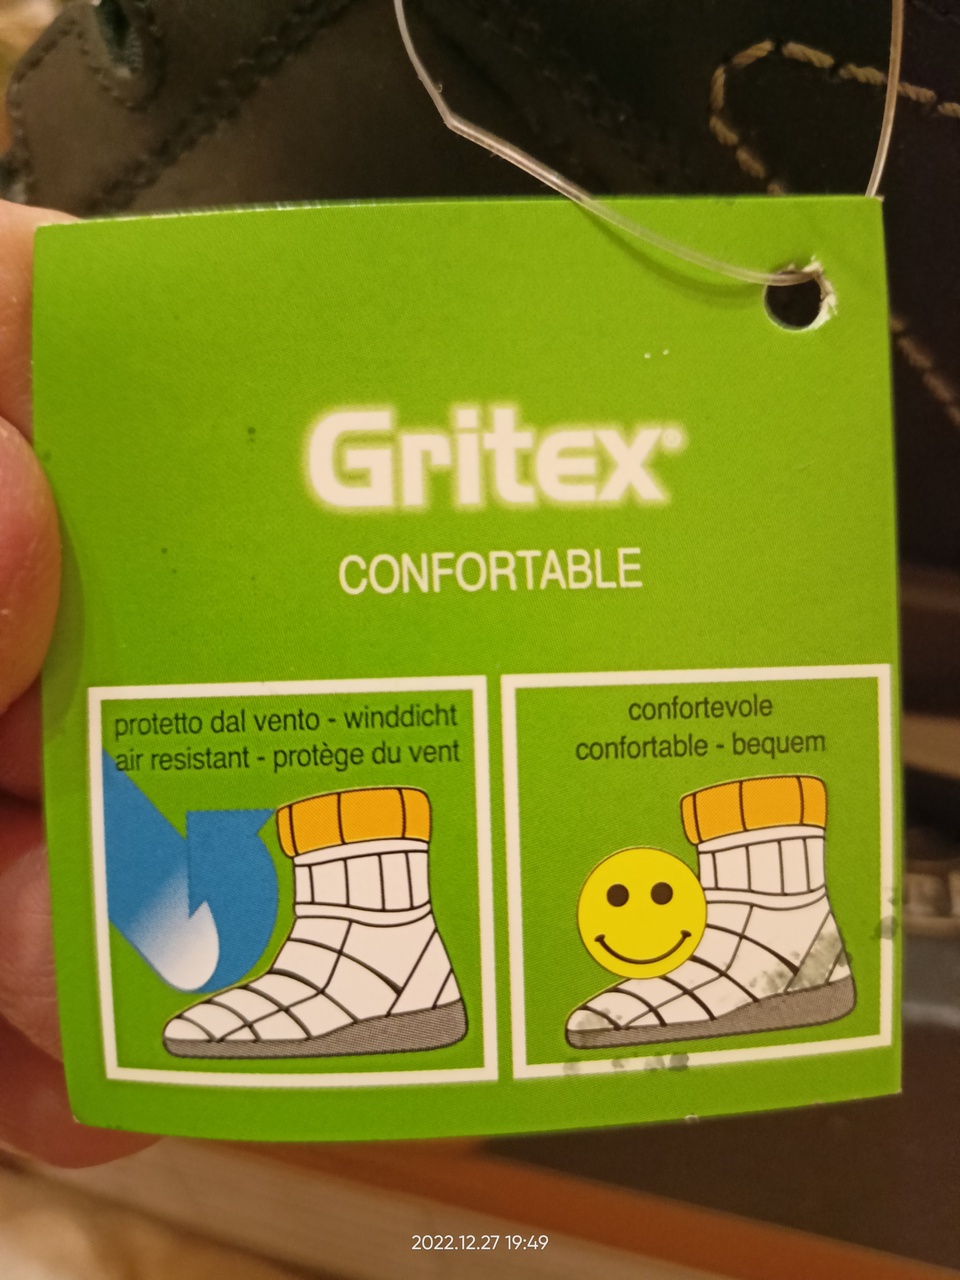 Gritex®
CONFORTABLE
protetto dal vento - winddicht
air resistant - protège du vent
confortevole
confortable - bequem
2022.12.27 19:49